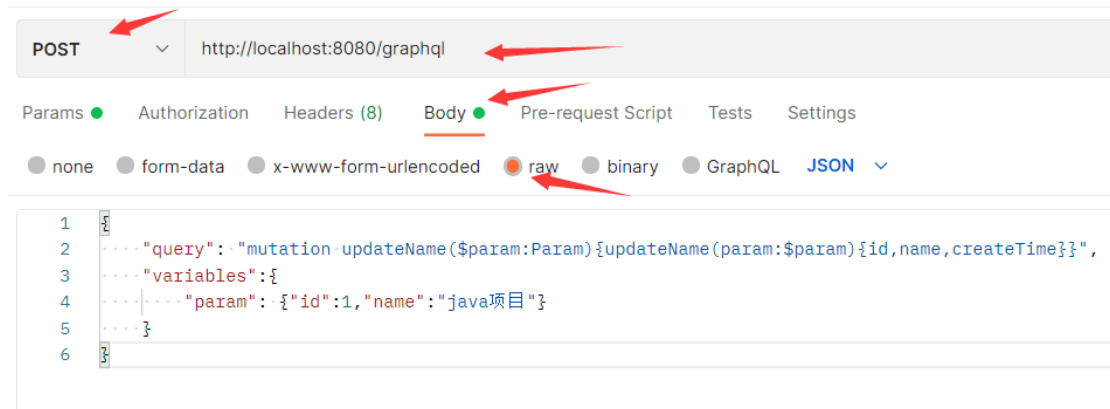 POST http://localhost:8080/graphql
Params Authorization Headers (8) Body Pre-request Script Tests Settings
none form-data x-www-form-urlencoded raw binary GraphQL JSON
1 {
2 "query": "mutation updateName($param:Param){updateName(param:$param){id,name,createTime}}",
3 "variables":{
4 "param": {"id":1,"name":"java项目"}
5 }
6 }